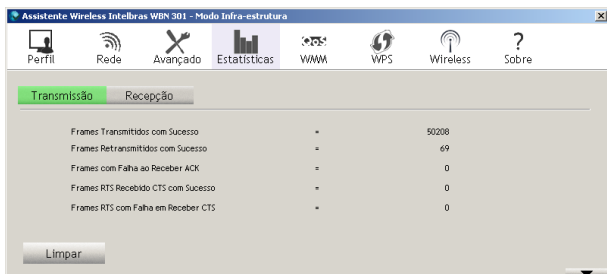 Assistente Wireless Intelbras WBN 301 - Modo Infra-estrutura
Perfil Rede Avançado Estatísticas QoS WMM WPS Wireless ? Sobre
Transmissão Recepção
Frames Transmitidos com Sucesso = 50208
Frames Retransmitidos com Sucesso = 69
Frames com Falha ao Receber ACK = 0
Frames RTS Recebido CTS com Sucesso = 0
Frames RTS com Falha em Receber CTS = 0
Limpar